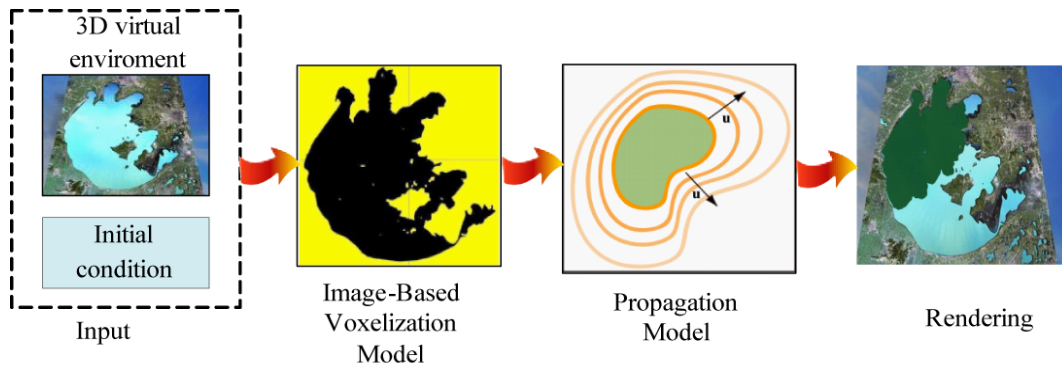 3D virtual
enviroment
Initial
condition
Input
Image-Based
Voxelization
Model
u
u
Propagation
Model
Rendering